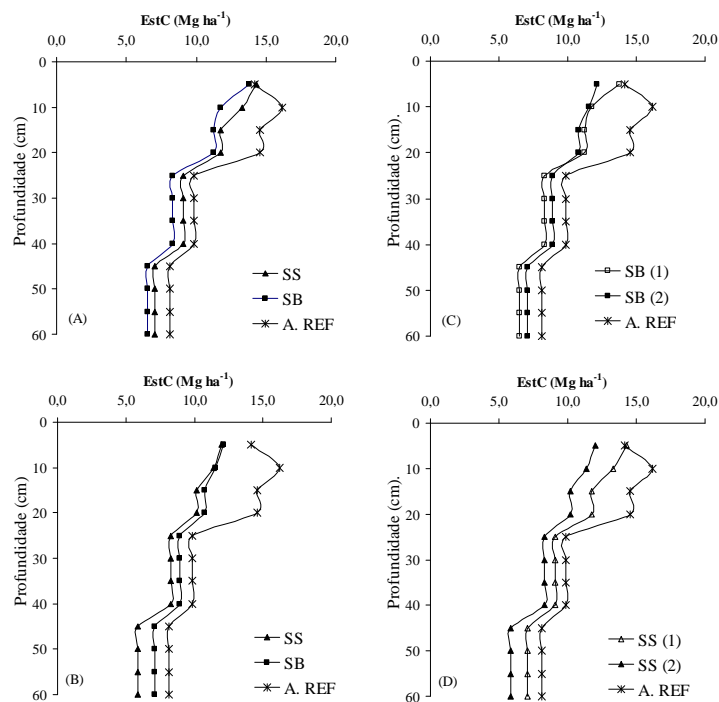 EstC (Mg ha⁻¹)
0,0 5,0 10,0 15,0 20,0
Profundidade (cm)
0
10
20
30
40
50
60
(A)
SS
SB
A. REF
EstC (Mg ha⁻¹)
0,0 5,0 10,0 15,0 20,0
Profundidade (cm).
0
10
20
30
40
50
60
(C)
SB (1)
SB (2)
A. REF
EstC (Mg ha⁻¹)
0,0 5,0 10,0 15,0 20,0
Profundidade (cm)
0
10
20
30
40
50
60
(B)
SS
SB
A. REF
EstC (Mg ha⁻¹)
0,0 5,0 10,0 15,0 20,0
Profundidade (cm).
0
10
20
30
40
50
60
(D)
SS (1)
SS (2)
A. REF